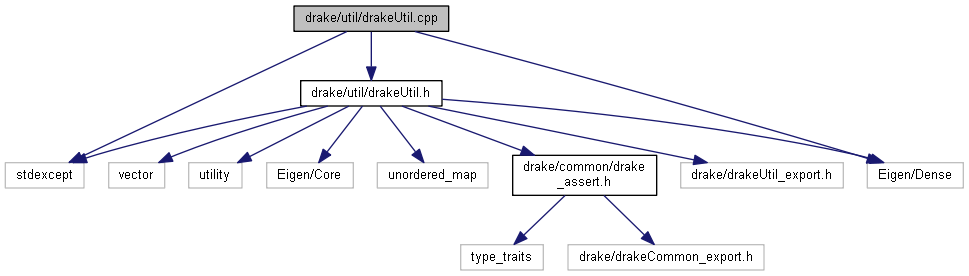 drake/util/drakeUtil.cpp
drake/util/drakeUtil.h
stdexcept
vector
utility
Eigen/Core
unordered_map
drake/common/drake
_assert.h
drake/drakeUtil_export.h
Eigen/Dense
type_traits
drake/drakeCommon_export.h